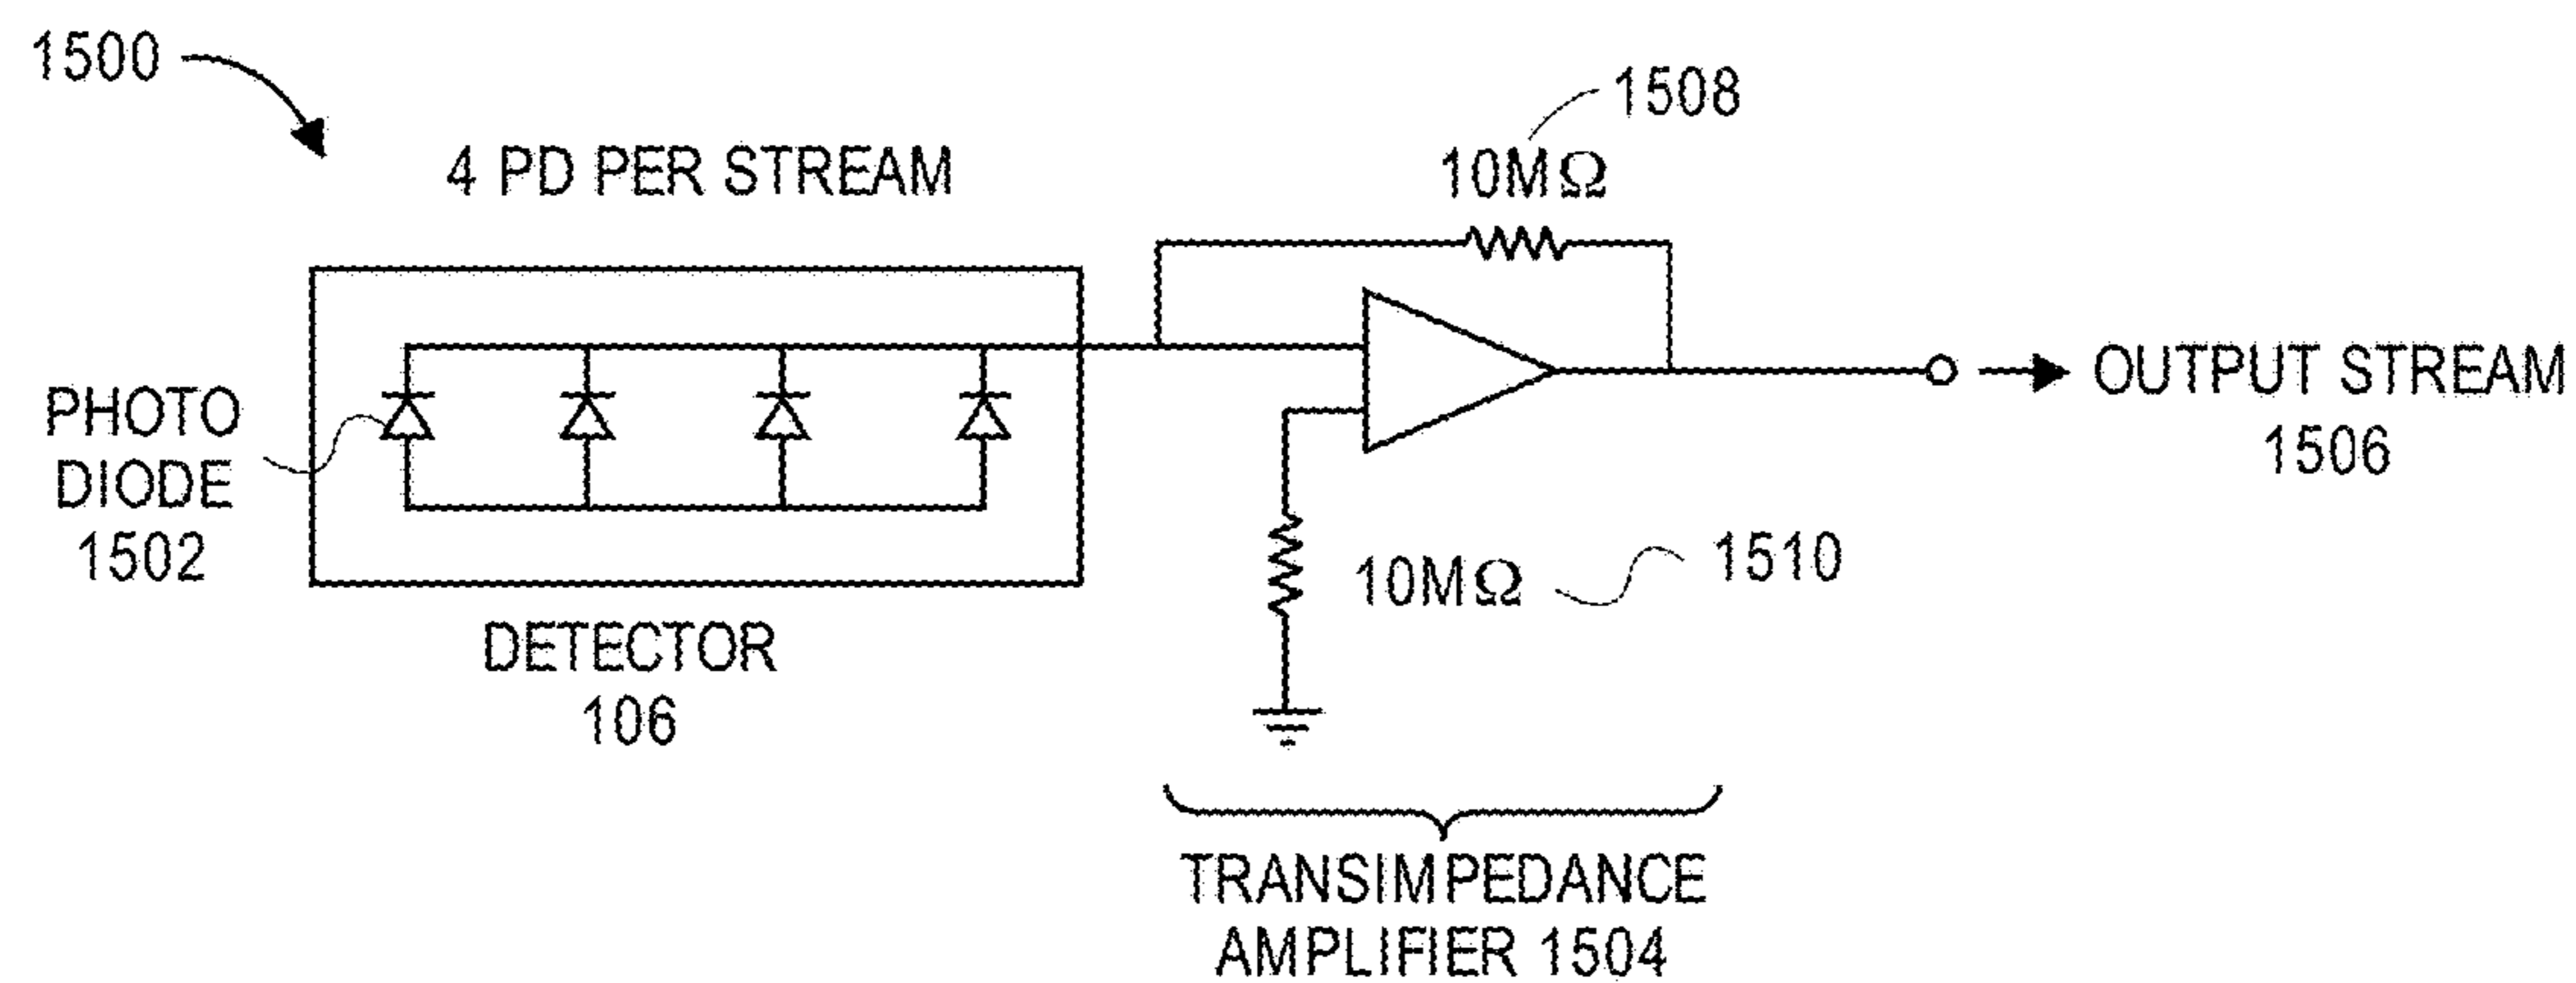 1500
4 PD PER STREAM
1508
10MΩ
PHOTO
DIODE
1502
DETECTOR
106
OUTPUT STREAM
1506
10MΩ
1510
TRANSIMPEDANCE
AMPLIFIER 1504